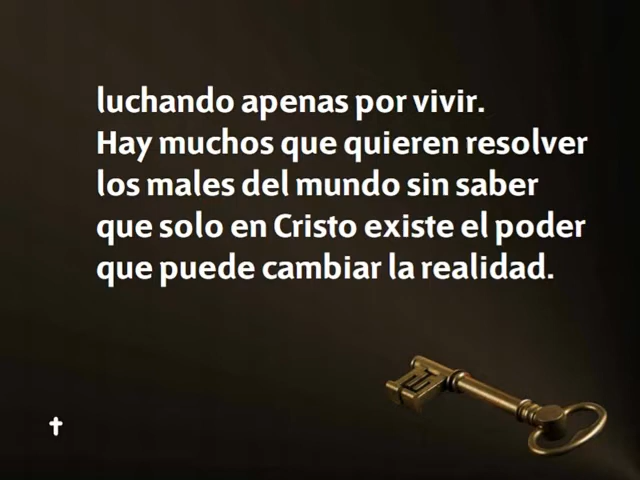 luchando apenas por vivir.
Hay muchos que quieren resolver
los males del mundo sin saber
que solo en Cristo existe el poder
que puede cambiar la realidad.